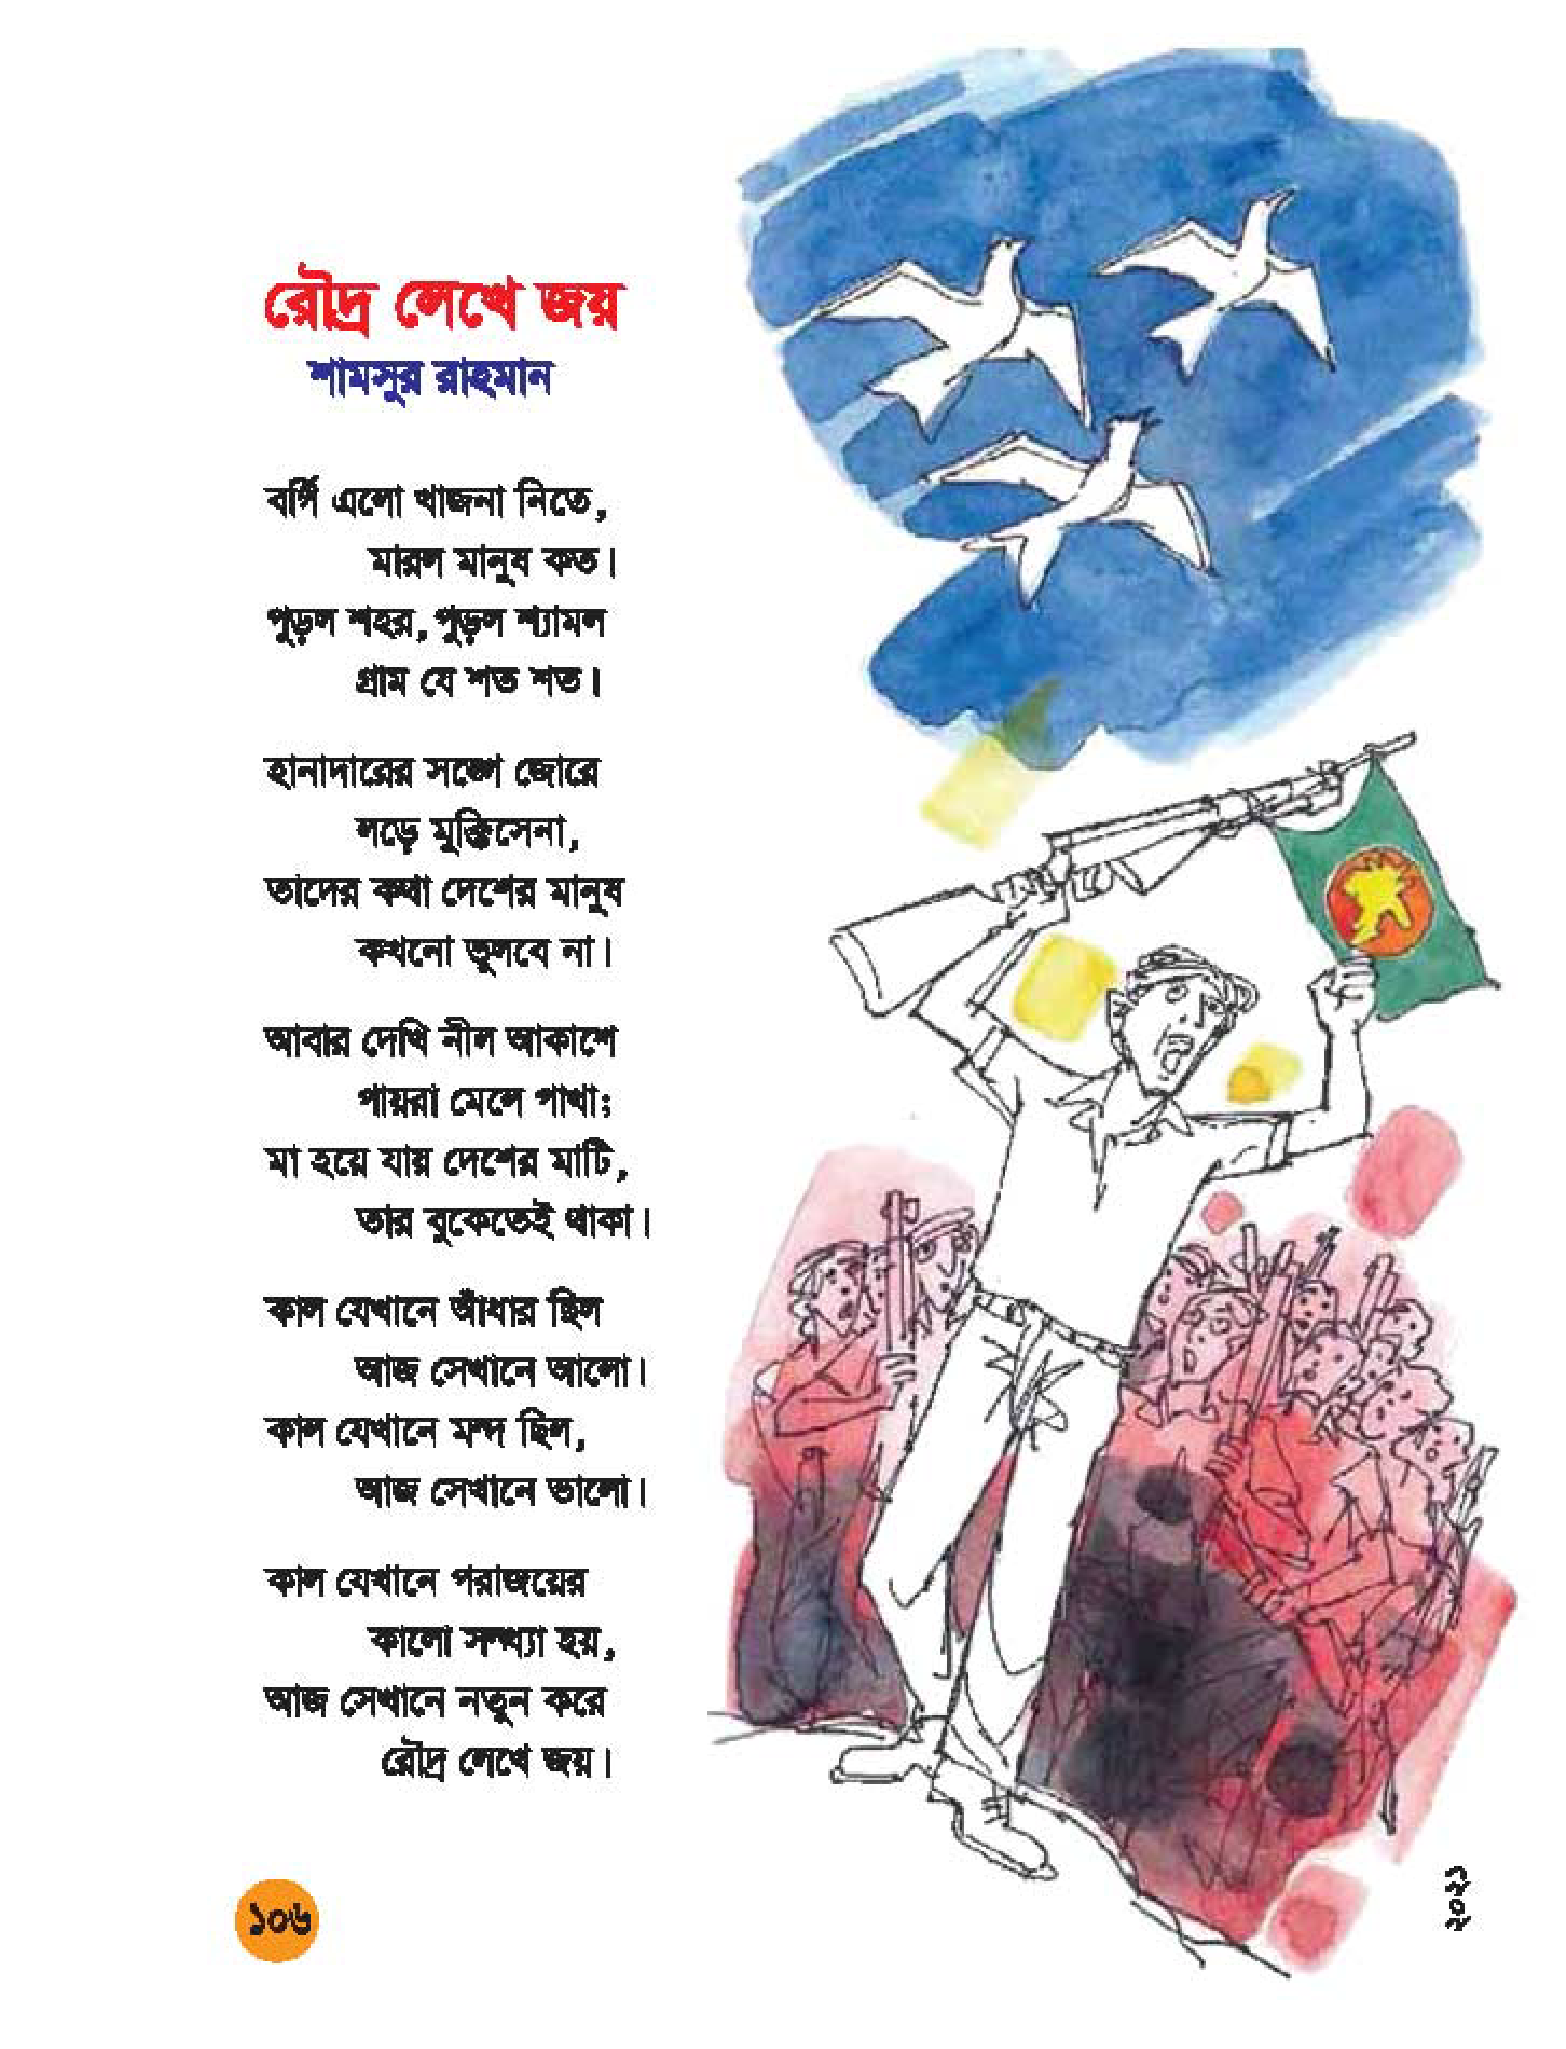 রৌদ্র লেখে জয়
শামসুর রাহমান
বর্গি এলো খাজনা নিতে,
মারল মানুষ কত।
পুড়ল শহর, পুড়ল শ্যামল
গ্রাম যে শত শত।
হানাদারের সঙ্গে জোরে
লড়ে মুক্তিসেনা,
তাদের কথা দেশের মানুষ
কখনো ভুলবে না।
আবার দেখি নীল আকাশে
পায়রা মেলে পাখা;
মা হয়ে যায় দেশের মাটি,
তার বুকেতেই থাকা।
কাল যেখানে আঁধার ছিল
আজ সেখানে আলো।
কাল যেখানে মন্দ ছিল,
আজ সেখানে ভালো।
কাল যেখানে পরাজয়ের
কালো সন্ধ্যা হয়,
আজ সেখানে নতুন করে
রৌদ্র লেখে জয়।
১০৬
২০২১